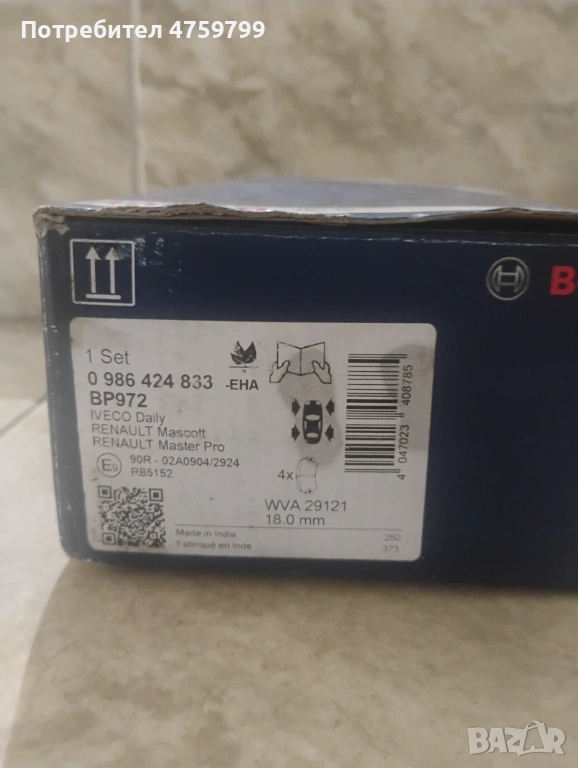 Потребител 4759799
1 Set
0 986 424 833 -EHA
BP972
IVECO Daily
RENAULT Mascott
RENAULT Master Pro
E9 90R - 02A0904/2924
RB5152
4x
WVA 29121
18.0 mm
4 047023 408785
Made in India
Fabriqué en Inde
250
373
BAZAR